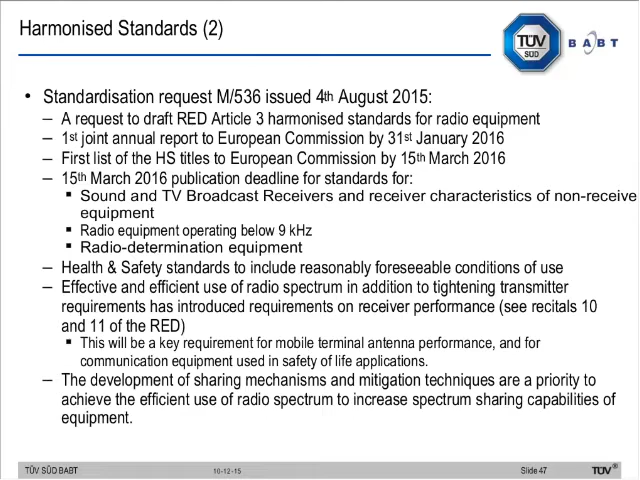 Harmonised Standards (2)
TÜV
SÜD
BABT
• Standardisation request M/536 issued 4th August 2015:
– A request to draft RED Article 3 harmonised standards for radio equipment
– 1st joint annual report to European Commission by 31st January 2016
– First list of the HS titles to European Commission by 15th March 2016
– 15th March 2016 publication deadline for standards for:
▪ Sound and TV Broadcast Receivers and receiver characteristics of non-receive
equipment
▪ Radio equipment operating below 9 kHz
▪ Radio-determination equipment
– Health & Safety standards to include reasonably foreseeable conditions of use
– Effective and efficient use of radio spectrum in addition to tightening transmitter
requirements has introduced requirements on receiver performance (see recitals 10
and 11 of the RED)
▪ This will be a key requirement for mobile terminal antenna performance, and for
communication equipment used in safety of life applications.
– The development of sharing mechanisms and mitigation techniques are a priority to
achieve the efficient use of radio spectrum to increase spectrum sharing capabilities of
equipment.
TÜV SÜD BABT 10-12-15 Slide 47 TÜV®